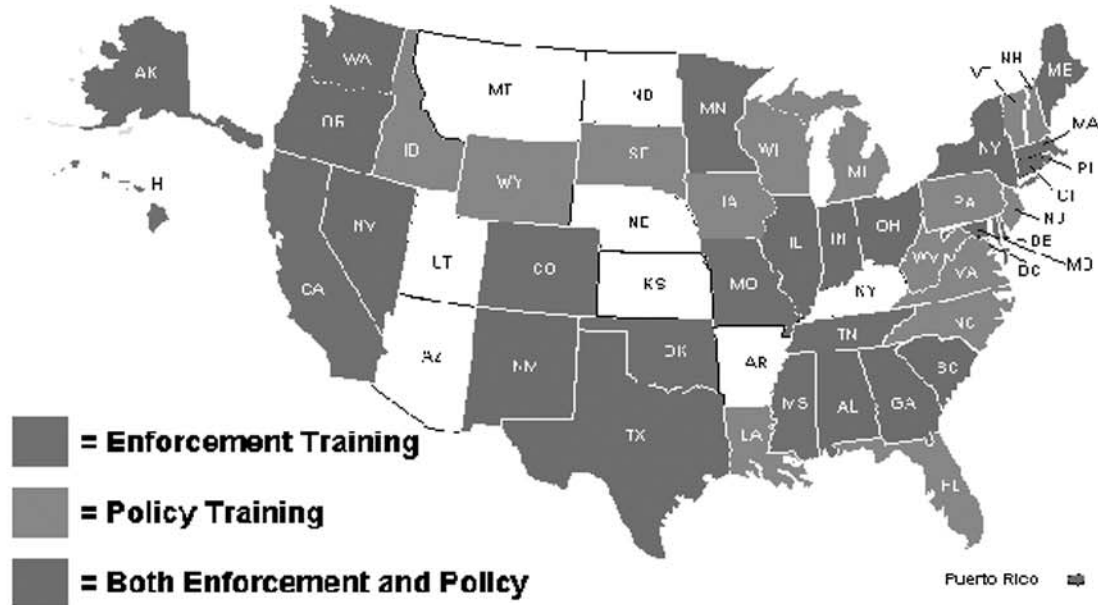 AK
WA
MT
ND
MN
VT
NH
ME
OR
ID
WY
SD
WI
MI
NY
MA
RI
CT
H
NV
UT
CO
NE
IA
IL
IN
OH
PA
NJ
DE
MD
DC
CA
KS
MO
KY
WV
VA
AZ
NM
OK
AR
TN
NC
SC
MS
AL
GA
TX
LA
FL
= Enforcement Training
= Policy Training
= Both Enforcement and Policy
Puerto Rico